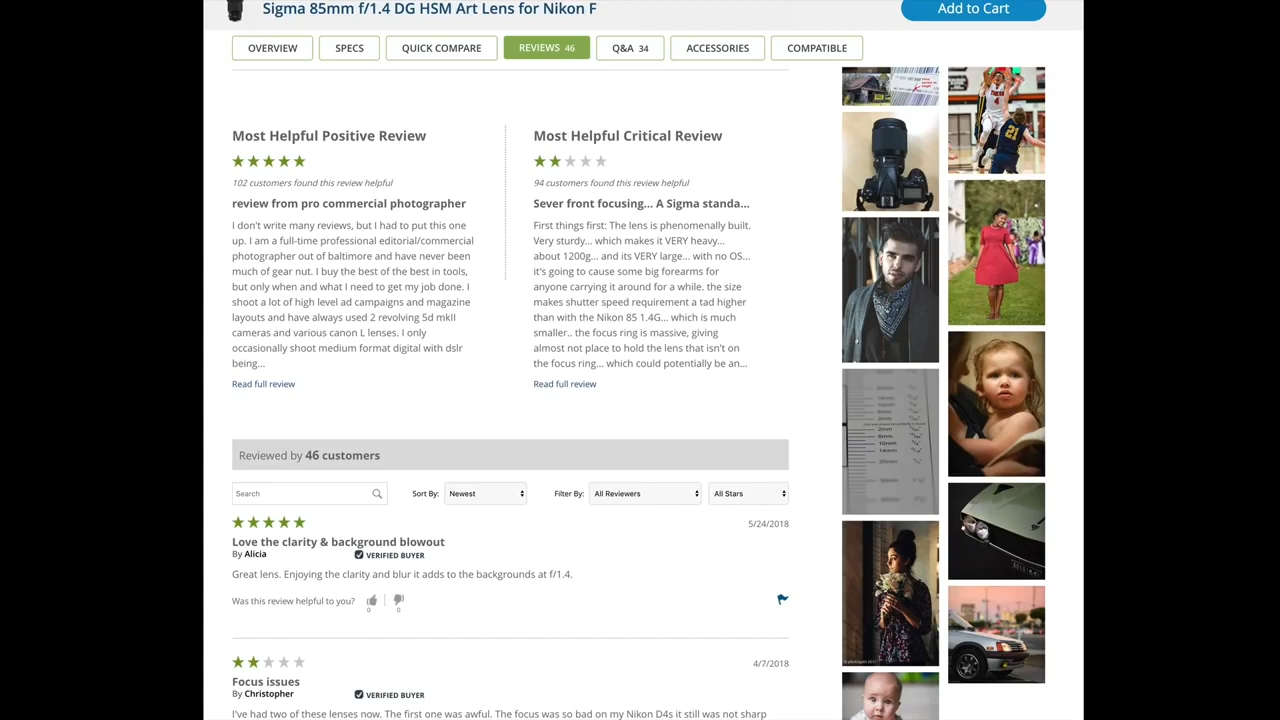 Sigma 85mm f/1.4 DG HSM Art Lens for Nikon F
Add to Cart
OVERVIEW
SPECS
QUICK COMPARE
REVIEWS 46
Q&A 34
ACCESSORIES
COMPATIBLE
Most Helpful Positive Review
102 customers found this review helpful
review from pro commercial photographer
I don't write many reviews, but I had to put this one
up. I am a full-time professional editorial/commercial
photographer out of baltimore and have never been
much of gear nut. I buy the best of the best in tools,
but only when and what I need to get my job done. I
shoot a lot of high level ad campaigns and magazine
layouts and have always used 2 revolving 5d mkII
cameras and various canon L lenses. I only
occasionally shoot medium format digital with dslr
being...
Read full review
Most Helpful Critical Review
94 customers found this review helpful
Sever front focusing... A Sigma standa...
First things first: The lens is phenomenally built.
Very sturdy... which makes it VERY heavy...
about 1200g... and its VERY large... with no OS...
it's going to cause some big forearms for
anyone carrying it around for a while. the size
makes shutter speed requirement a tad higher
than with the Nikon 85 1.4G... which is much
smaller.. the focus ring is massive, giving
almost not place to hold the lens that isn't on
the focus ring... which could potentially be an...
Read full review
Reviewed by 46 customers
Search
Sort By:
Newest
Filter By:
All Reviewers
All Stars
5/24/2018
Love the clarity & background blowout
By Alicia
VERIFIED BUYER
Great lens. Enjoying the clarity and blur it adds to the backgrounds at f/1.4.
Was this review helpful to you?
0
0
4/7/2018
Focus issues
By Christopher
VERIFIED BUYER
I've had two of these lenses now. The first one was awful. The focus was so bad on my Nikon D4s it still was not sharp
4
21
2mm
6mm
10mm
14mm
20mm